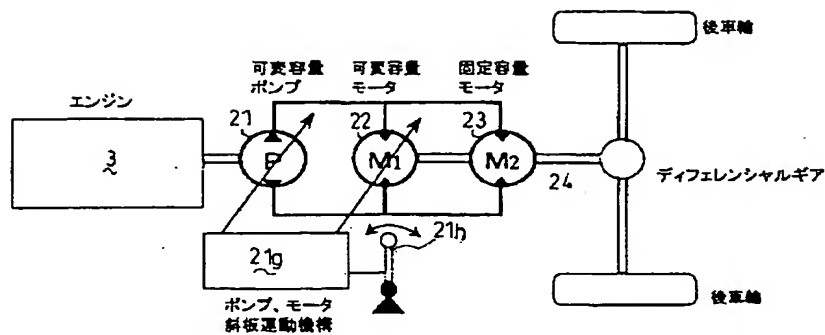 後車輪
可変容量
ポンプ
可変容量
モータ
固定容量
モータ
エンジン
21
22
23
3
P
M1
M2
24
ディフェレンシャルギア
21h
21g
ポンプ、モータ
斜板運動機構
後車輪